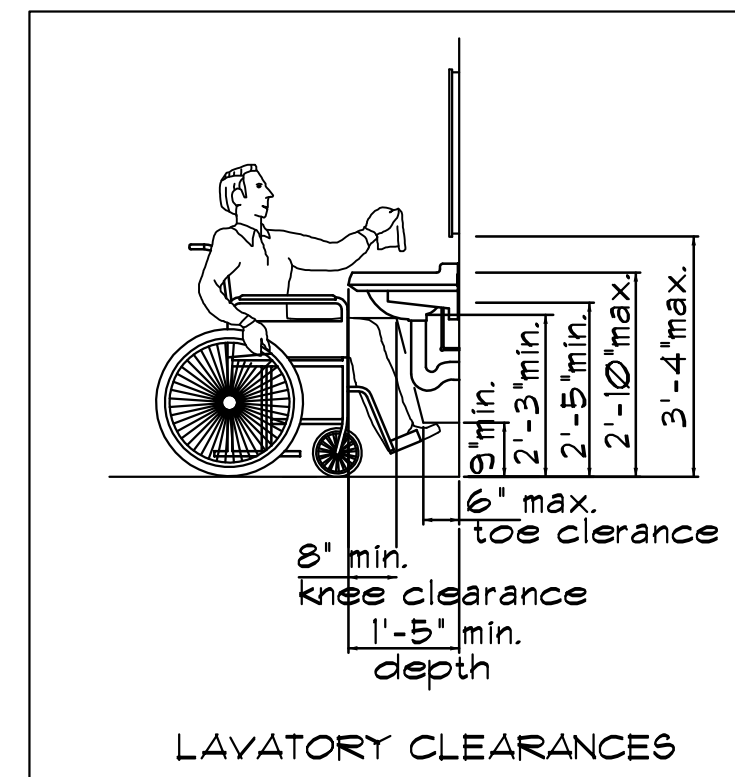 9"min.
2'-3"min.
2'-5"min.
2'-10"max.
3'-4"max.
6" max.
toe clerance
8" min.
knee clearance
1'-5" min.
depth
LAVATORY CLEARANCES